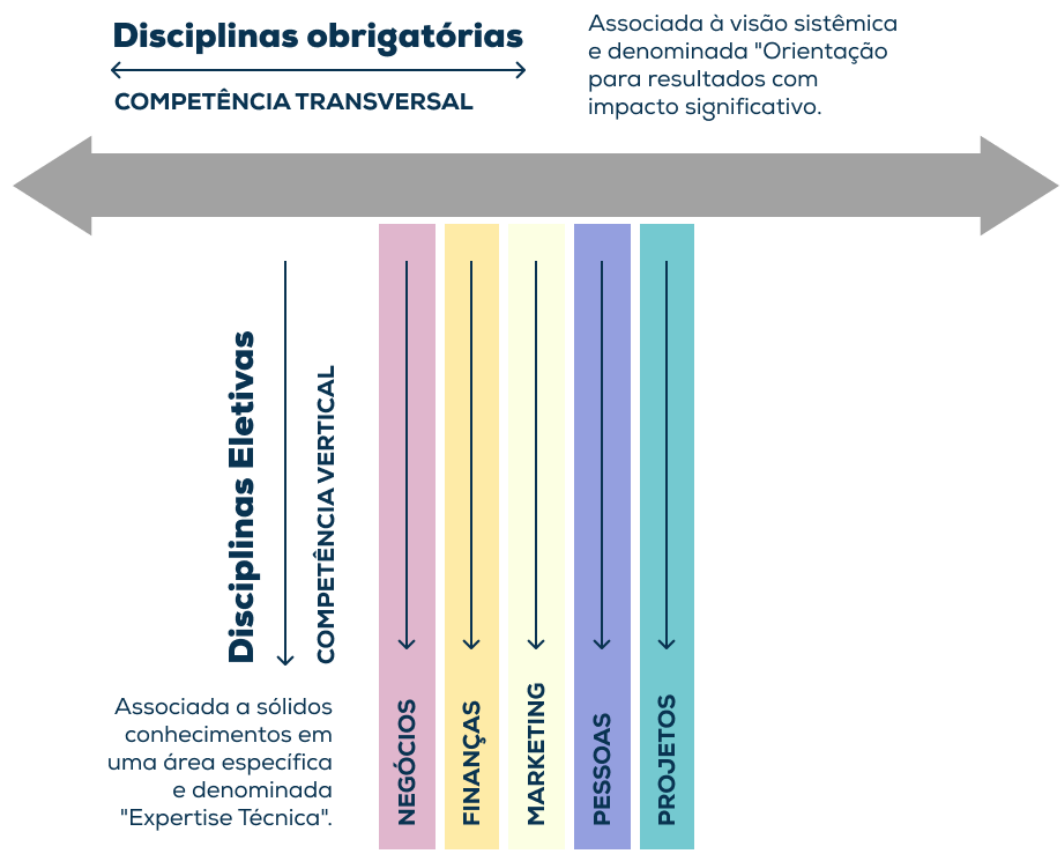 Disciplinas obrigatórias
COMPETÊNCIA TRANSVERSAL
Associada à visão sistêmica
e denominada "Orientação
para resultados com
impacto significativo.
Disciplinas Eletivas
COMPETÊNCIA VERTICAL
Associada a sólidos
conhecimentos em
uma área específica
e denominada
"Expertise Técnica".
NEGÓCIOS
FINANÇAS
MARKETING
PESSOAS
PROJETOS